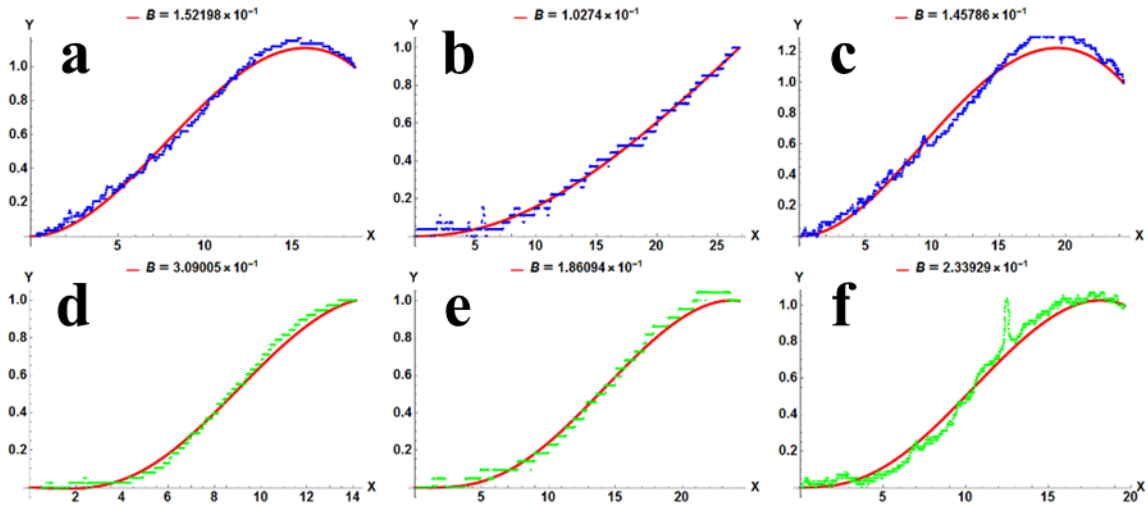 B = 1.52198 × 10⁻¹
B = 1.0274 × 10⁻¹
B = 1.45786 × 10⁻¹
Y
Y
Y
a
b
c
1.0
0.8
0.6
0.4
0.2
5
10
15
X
1.0
0.8
0.6
0.4
0.2
5
10
15
20
25
X
1.2
1.0
0.8
0.6
0.4
0.2
5
10
15
20
X
B = 3.09005 × 10⁻¹
B = 1.86094 × 10⁻¹
B = 2.33929 × 10⁻¹
Y
Y
Y
d
e
f
1.0
0.8
0.6
0.4
0.2
2
4
6
8
10
12
14
X
1.0
0.8
0.6
0.4
0.2
5
10
15
20
X
1.0
0.8
0.6
0.4
0.2
5
10
15
20
X